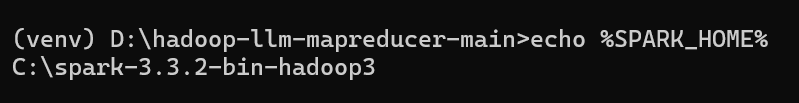 (venv) D:\hadoop-llm-mapreducer-main>echo %SPARK_HOME%
C:\spark-3.3.2-bin-hadoop3